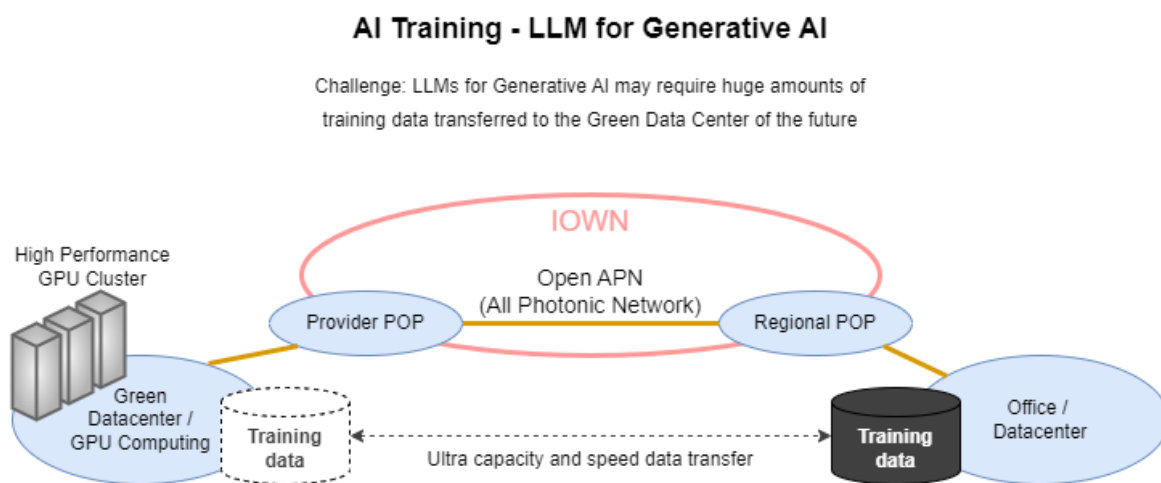 AI Training - LLM for Generative AI
Challenge: LLMs for Generative AI may require huge amounts of
training data transferred to the Green Data Center of the future
IOWN
High Performance
GPU Cluster
Open APN
(All Photonic Network)
Provider POP
Regional POP
Green
Datacenter /
GPU Computing
Training
data
Ultra capacity and speed data transfer
Training
data
Office /
Datacenter